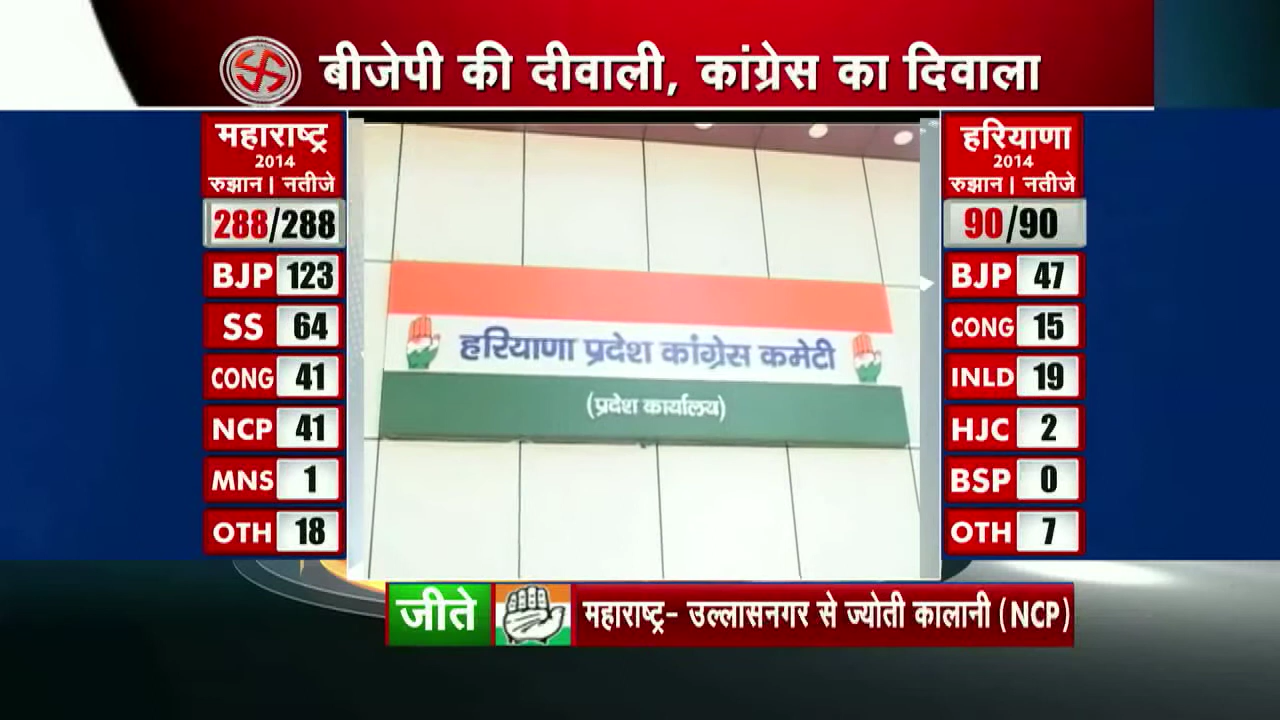 बीजेपी की दीवाली, कांग्रेस का दिवाला
महाराष्ट्र
2014
रुझान | नतीजे
288/288
BJP 123
SS 64
CONG 41
NCP 41
MNS 1
OTH 18
हरियाणा प्रदेश कांग्रेस कमेटी
(प्रदेश कार्यालय)
हरियाणा
2014
रुझान | नतीजे
90/90
BJP 47
CONG 15
INLD 19
HJC 2
BSP 0
OTH 7
जीते महाराष्ट्र- उल्लासनगर से ज्योती कालानी (NCP)